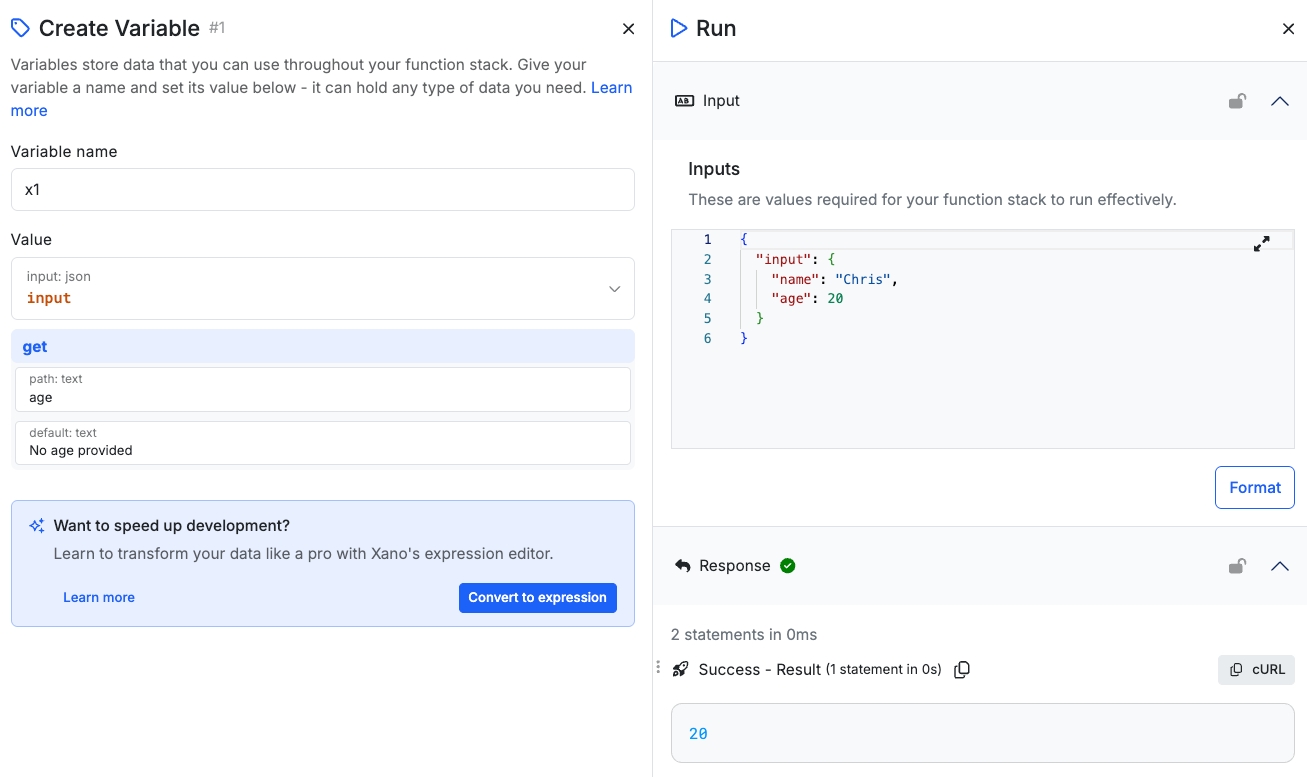 Create Variable #1
Variables store data that you can use throughout your function stack. Give your
variable a name and set its value below - it can hold any type of data you need. Learn
more
Variable name
x1
Value
input: json
input
get
path: text
age
default: text
No age provided
Want to speed up development?
Learn to transform your data like a pro with Xano's expression editor.
Learn more
Convert to expression
Run
Input
Inputs
These are values required for your function stack to run effectively.
1 {
2 "input": {
3 "name": "Chris",
4 "age": 20
5 }
6 }
Format
Response
2 statements in 0ms
Success - Result (1 statement in 0s)
cURL
20